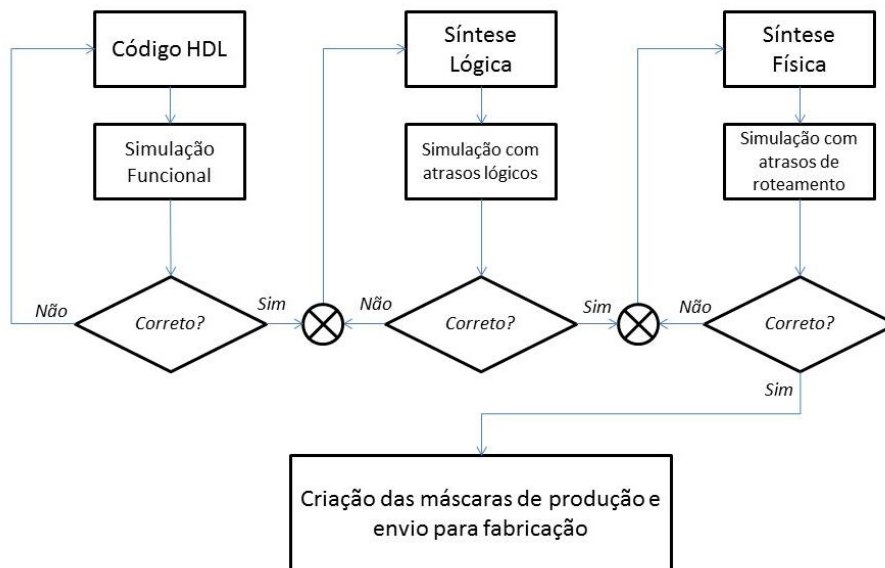 Código HDL
Simulação
Funcional
Não
Correto?
Sim
Síntese
Lógica
Simulação com
atrasos lógicos
Não
Correto?
Sim
Síntese
Física
Simulação com
atrasos de
roteamento
Não
Correto?
Sim
Criação das máscaras de produção e
envio para fabricação